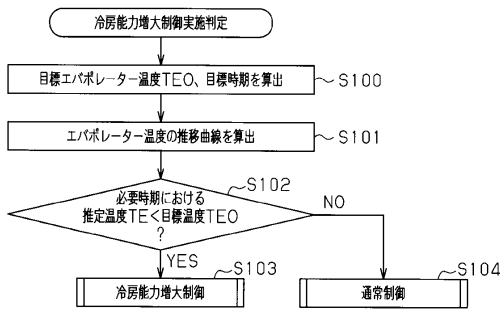 冷房能力増大制御実施判定
目標エバポレーター温度TEO、目標時期を算出
S100
エバポレーター温度の推移曲線を算出
S101
S102
必要時期における
推定温度TE<目標温度TEO
?
NO
YES
S103
冷房能力増大制御
S104
通常制御